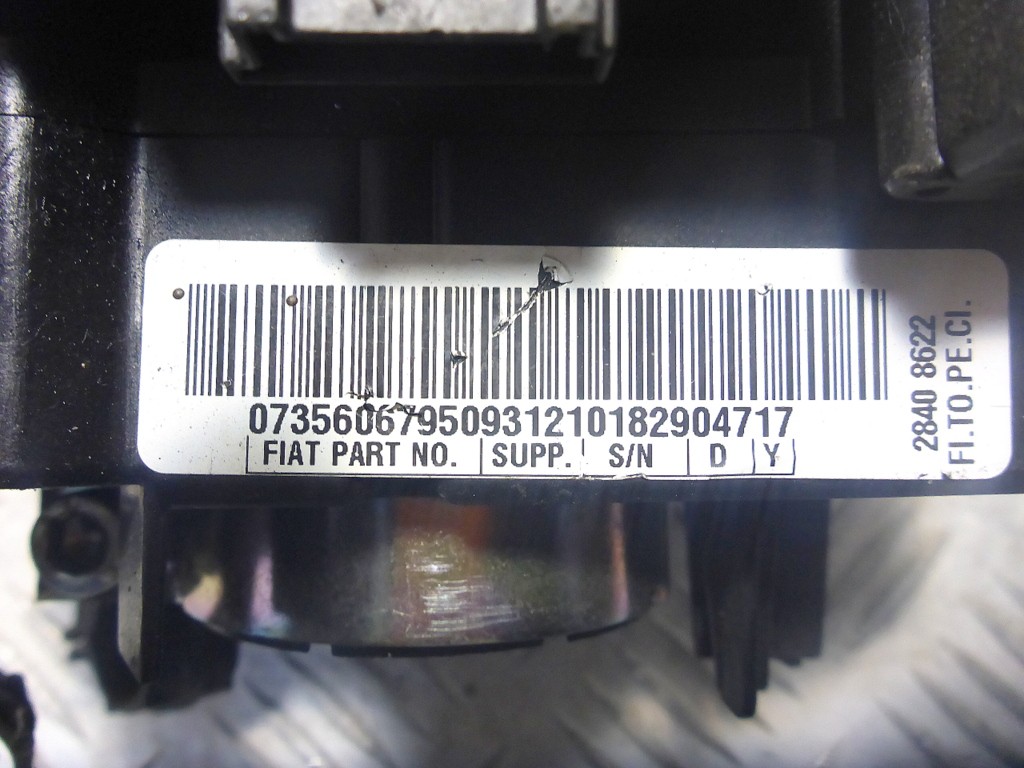 07356067950931210182904717
FIAT PART NO. SUPP. S/N D Y
2840 8622
FI.TO.PE.CI.